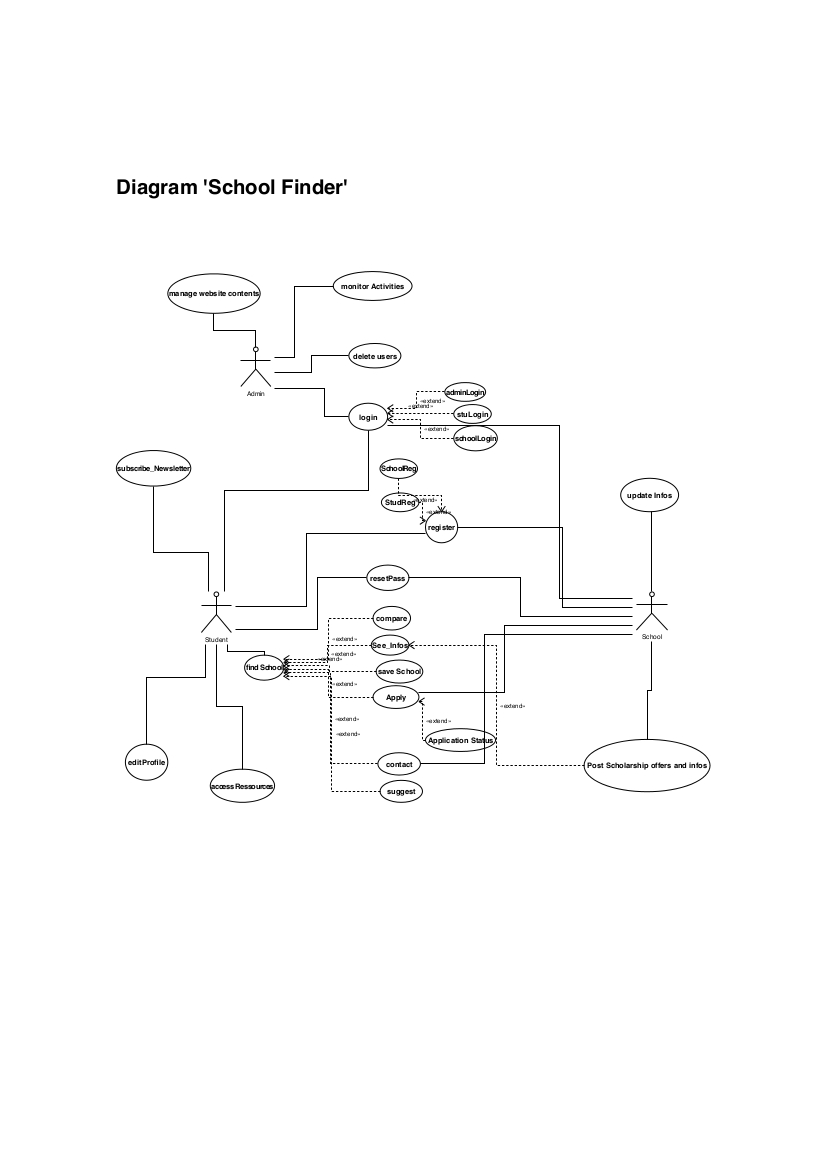 Diagram 'School Finder'
manage website contents
monitor Activities
delete users
Admin
adminLogin
«extend»
«extend»
login
stuLogin
«extend»
schoolLogin
subscribe_Newsletter
SchoolReg
update Infos
StudReg
«extend»
«extend»
register
resetPass
compare
Student
School
«extend»
See_Infos
«extend»
«extend»
find School
save School
«extend»
Apply
«extend»
«extend»
«extend»
«extend»
Application Status
editProfile
contact
Post Scholarship offers and infos
accessRessources
suggest